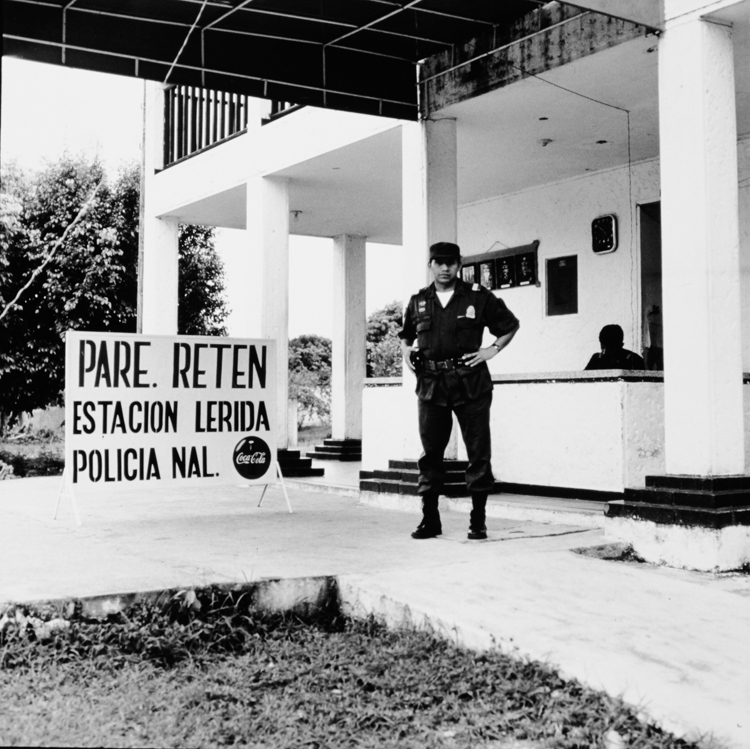 PARE. RETEN
ESTACION LERIDA
POLICIA NAL.
Coca-Cola